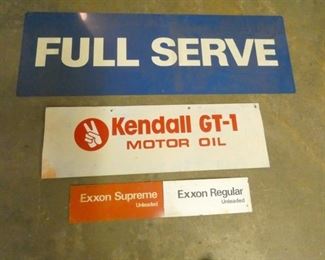 FULL SERVE
Kendall GT-1
MOTOR OIL
Exxon Supreme
Unleaded
Exxon Regular
Unleaded